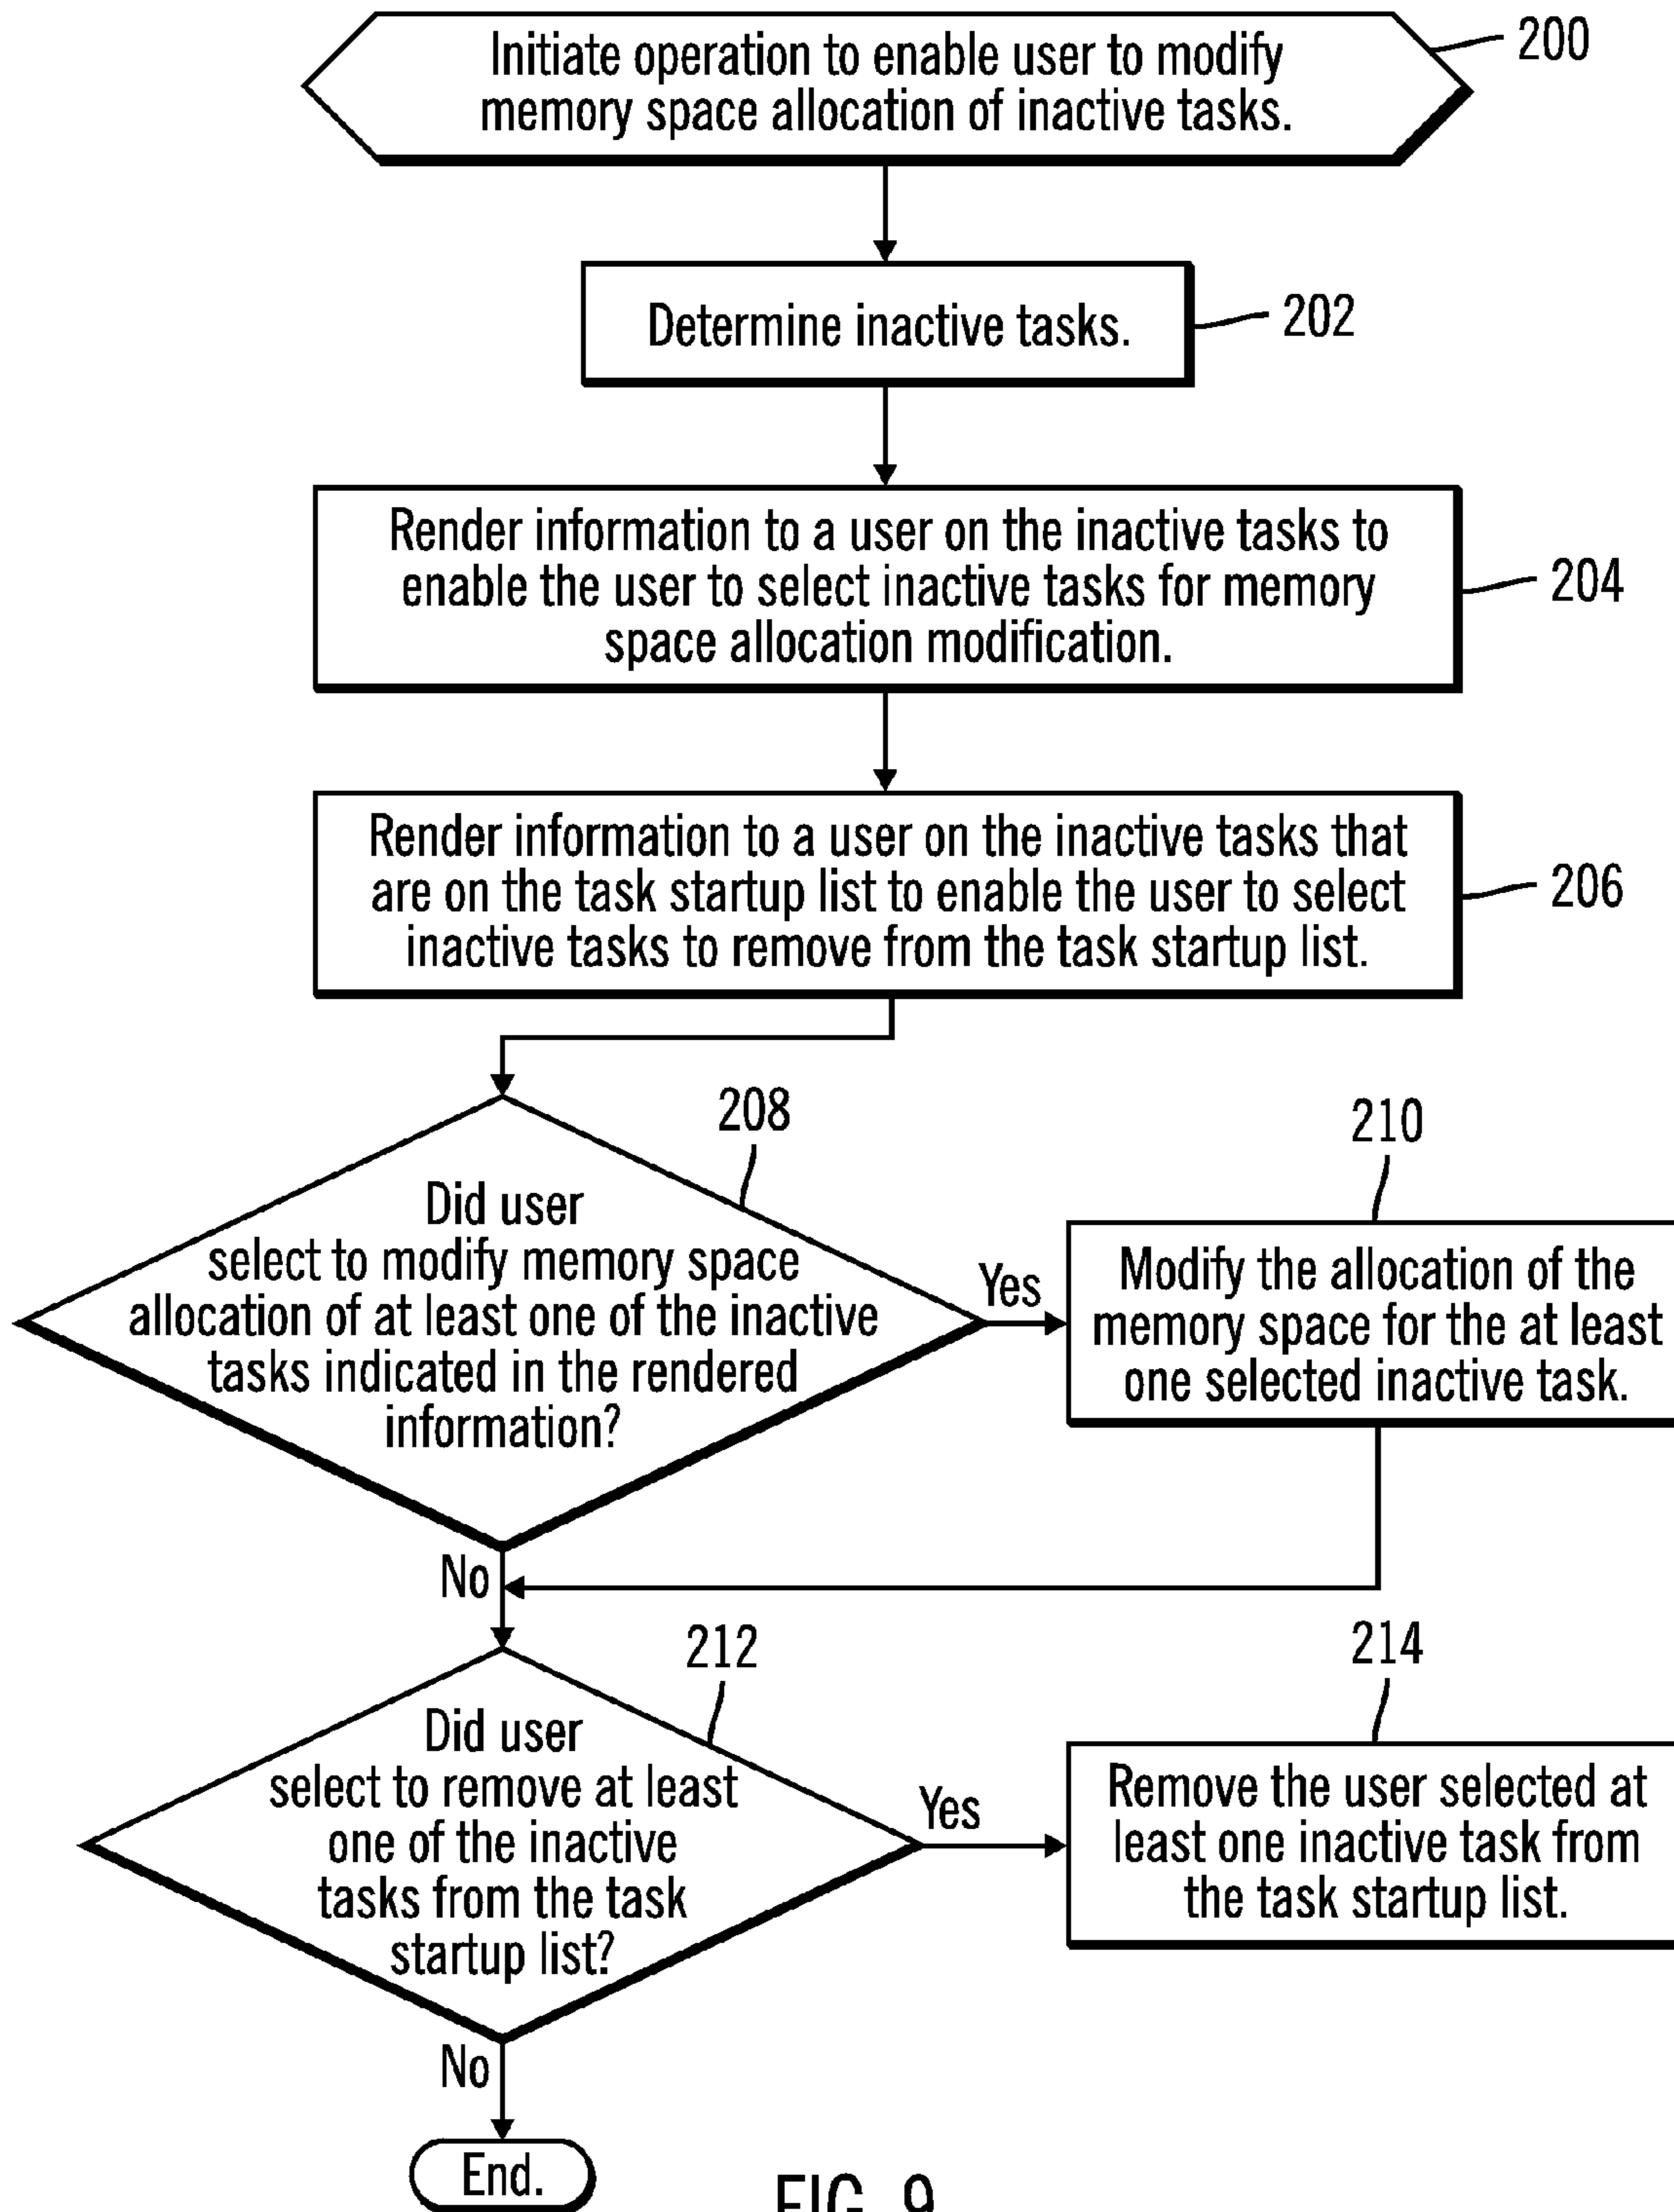 Initiate operation to enable user to modify
memory space allocation of inactive tasks.
200
Determine inactive tasks.
202
Render information to a user on the inactive tasks to
enable the user to select inactive tasks for memory
space allocation modification.
204
Render information to a user on the inactive tasks that
are on the task startup list to enable the user to select
inactive tasks to remove from the task startup list.
206
208
Did user
select to modify memory space
allocation of at least one of the inactive
tasks indicated in the rendered
information?
Yes
210
Modify the allocation of the
memory space for the at least
one selected inactive task.
No
212
Did user
select to remove at least
one of the inactive
tasks from the task
startup list?
Yes
214
Remove the user selected at
least one inactive task from
the task startup list.
No
End.
FIG. 9